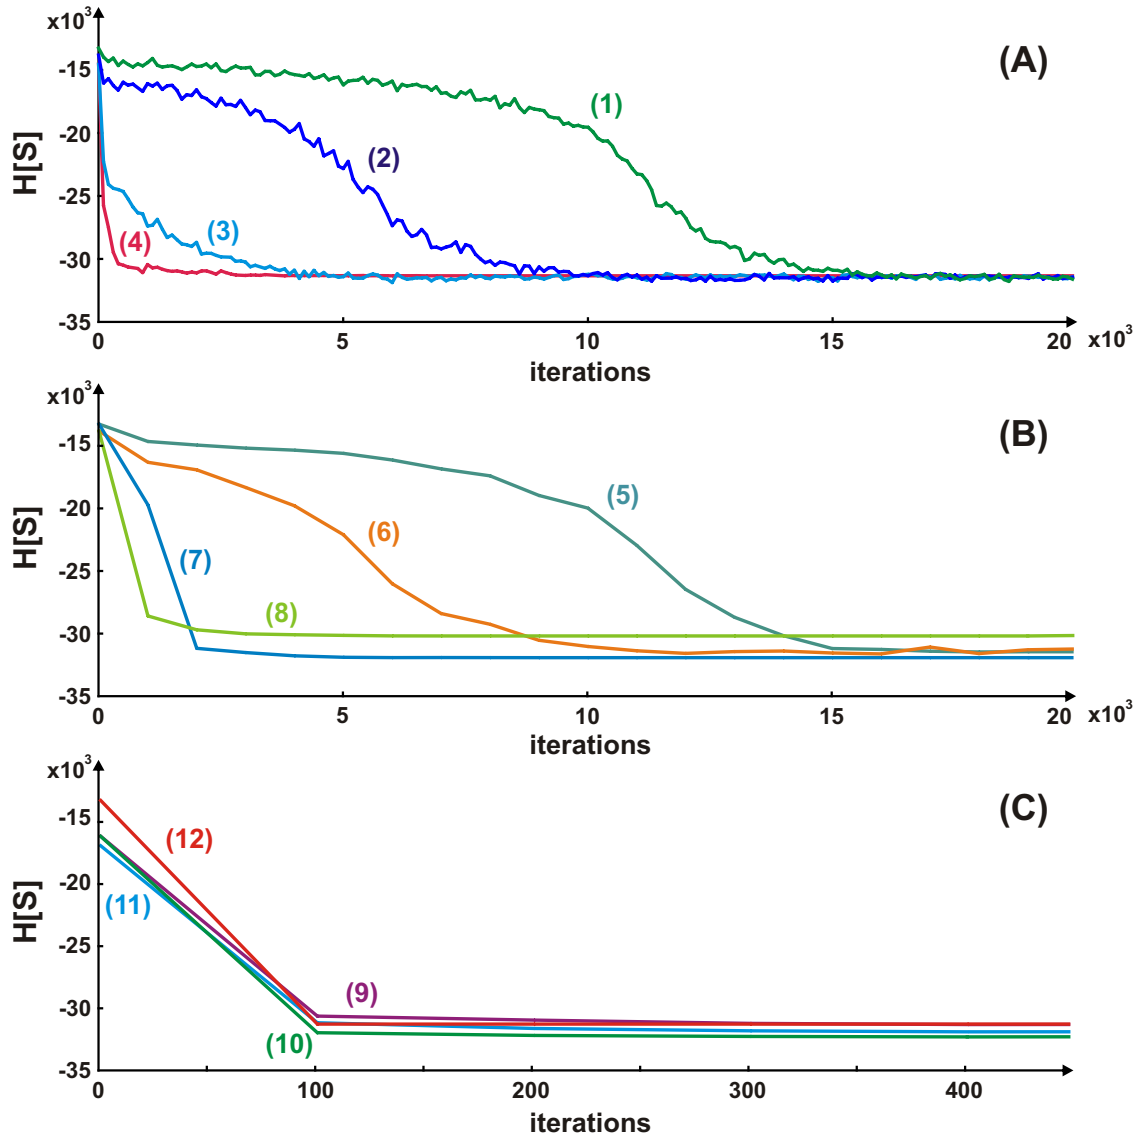 x10³
(A)
-15
(1)
-20
(2)
H[S]
-25
(3)
(4)
-30
-35
0 5 10 15 20 x10³
iterations
x10³
(B)
-15
(5)
-20
(6)
H[S]
(7)
-25
(8)
-30
-35
0 5 10 15 20 x10³
iterations
x10³
(C)
-15
(12)
-20
(11)
H[S]
-25
(9)
-30
(10)
-35
0 100 200 300 400
iterations